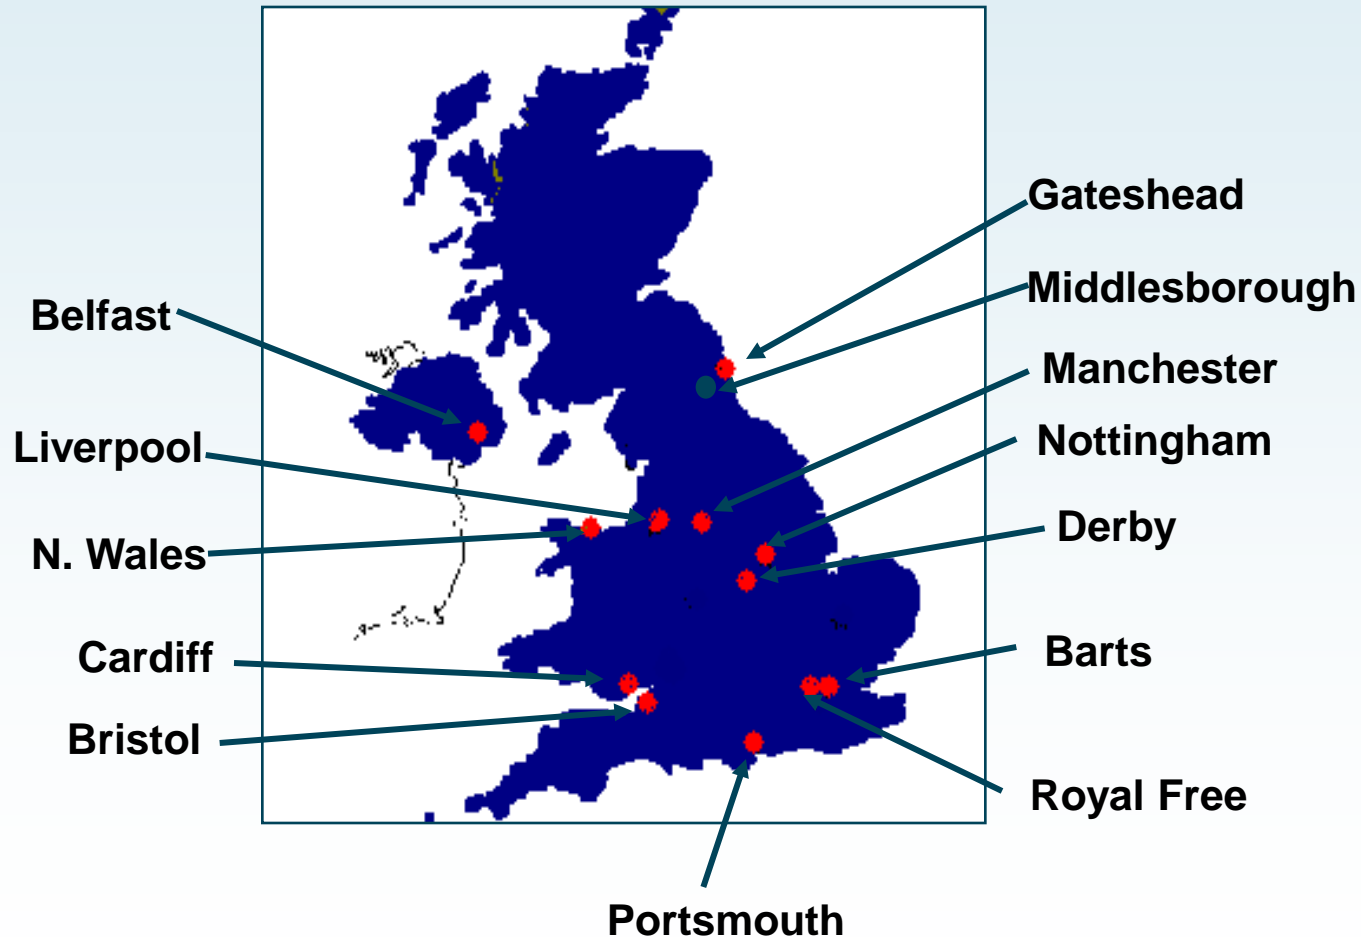 Gateshead
Middlesborough
Belfast
Manchester
Nottingham
Liverpool
Derby
N. Wales
Barts
Cardiff
Bristol
Royal Free
Portsmouth